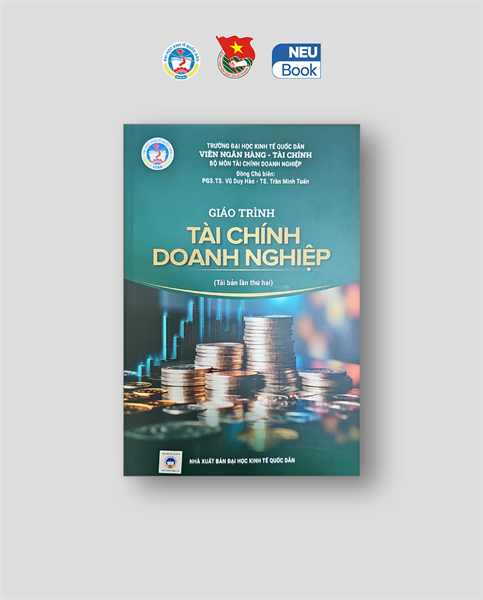 NEU
Book
TRƯỜNG ĐẠI HỌC KINH TẾ QUỐC DÂN
VIỆN NGÂN HÀNG - TÀI CHÍNH
BỘ MÔN TÀI CHÍNH DOANH NGHIỆP
Đồng Chủ biên:
PGS.TS. Vũ Duy Hào - TS. Trần Minh Tuấn
GIÁO TRÌNH
TÀI CHÍNH
DOANH NGHIỆP
(Tái bản lần thứ hai)
NHÀ XUẤT BẢN ĐẠI HỌC KINH TẾ QUỐC DÂN